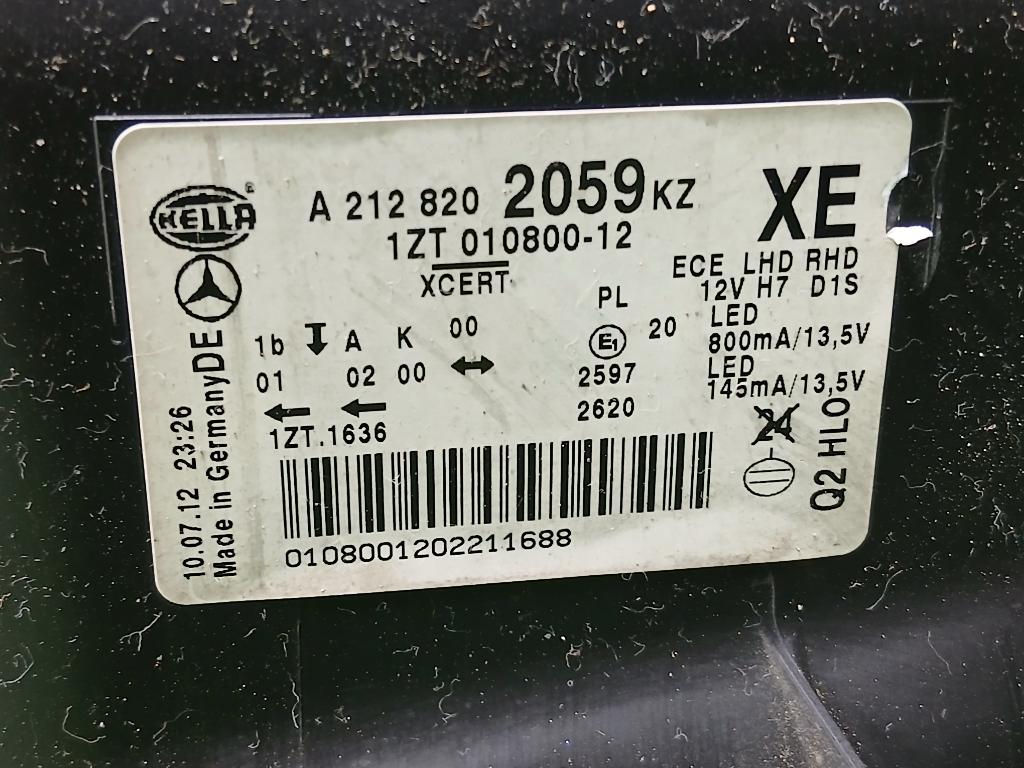 HELLA®
A 212 820 2059 KZ
XE
1ZT 010800-12
XCERT
ECE LHD RHD
12V H7 D1S
PL
LED
800mA/13,5V
LED
145mA/13,5V
1b A K 00
E1 20
01 02 00
2597
2620
1ZT.1636
24
Q2 HLO
0108001202211688
10.07.12 23:26
Made in Germany DE